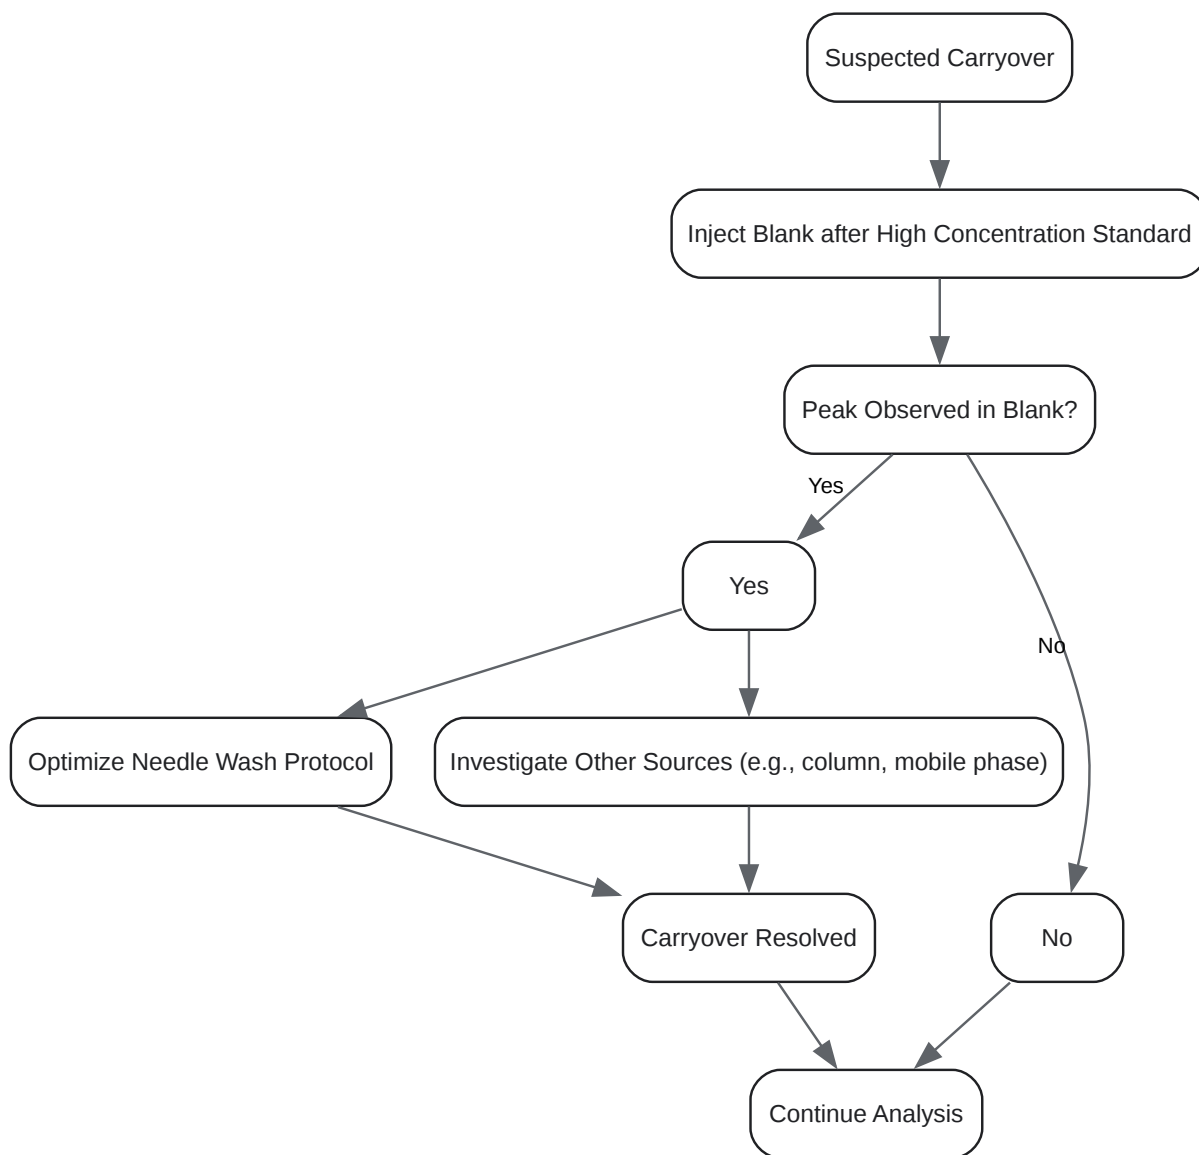 Suspected Carryover
Inject Blank after High Concentration Standard
Peak Observed in Blank?
Yes
Yes
No
Optimize Needle Wash Protocol
Investigate Other Sources (e.g., column, mobile phase)
Carryover Resolved
No
Continue Analysis